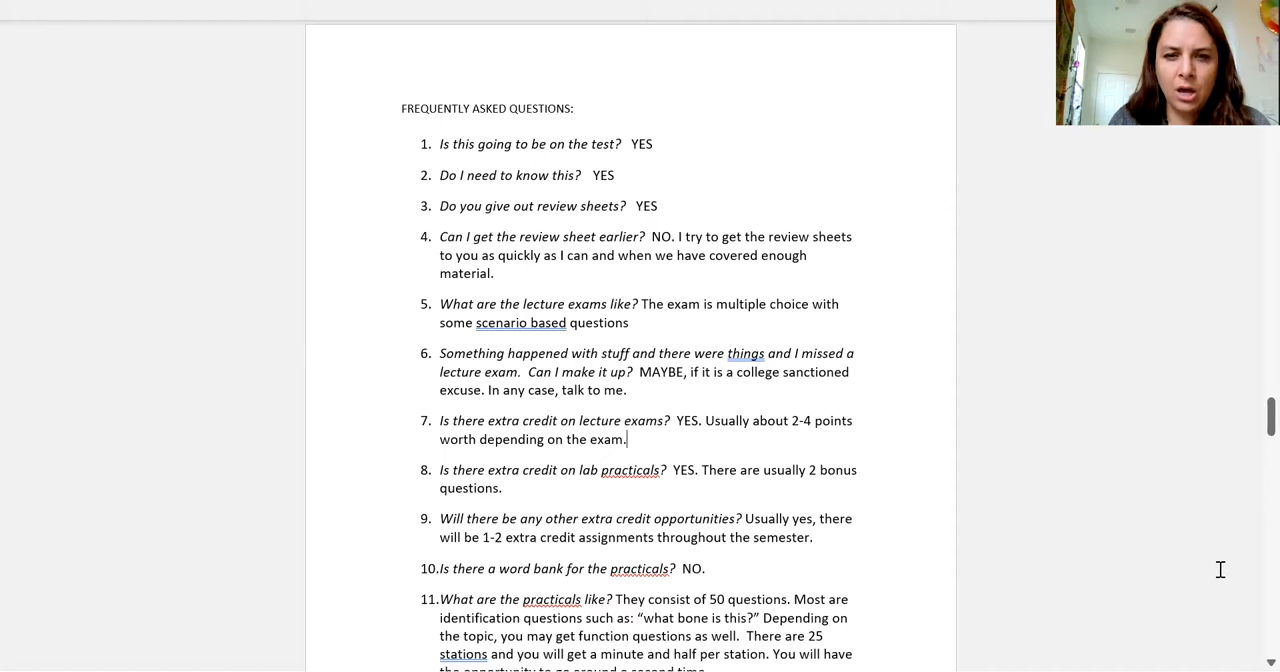 FREQUENTLY ASKED QUESTIONS:
1. Is this going to be on the test? YES
2. Do I need to know this? YES
3. Do you give out review sheets? YES
4. Can I get the review sheet earlier? NO. I try to get the review sheets
to you as quickly as I can and when we have covered enough
material.
5. What are the lecture exams like? The exam is multiple choice with
some scenario based questions
6. Something happened with stuff and there were things and I missed a
lecture exam. Can I make it up? MAYBE, if it is a college sanctioned
excuse. In any case, talk to me.
7. Is there extra credit on lecture exams? YES. Usually about 2-4 points
worth depending on the exam.
8. Is there extra credit on lab practicals? YES. There are usually 2 bonus
questions.
9. Will there be any other extra credit opportunities? Usually yes, there
will be 1-2 extra credit assignments throughout the semester.
10.Is there a word bank for the practicals? NO.
11.What are the practicals like? They consist of 50 questions. Most are
identification questions such as: “what bone is this?” Depending on
the topic, you may get function questions as well. There are 25
stations and you will get a minute and half per station. You will have
the opportunity to go around a second time.